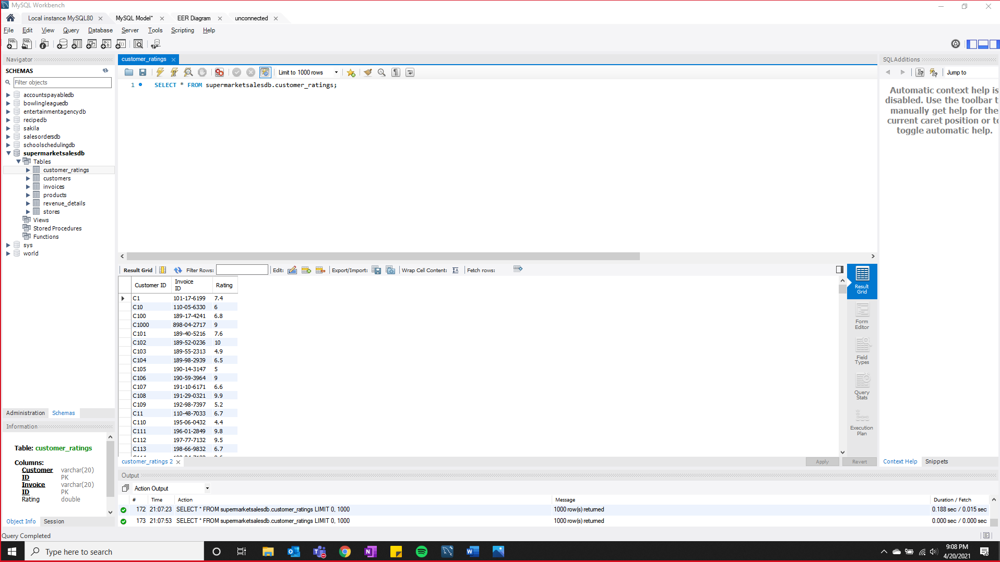 MySQL Workbench
Local instance MySQL80
MySQL Model*
EER Diagram
unconnected
File Edit View Query Database Server Tools Scripting Help
Navigator
SCHEMAS
Filter objects
accountspayabledb
bowlingleaguedb
entertainmentagencydb
recipedb
sakila
salesordersdb
schoolschedulingdb
supermarketsalesdb
Tables
customer_ratings
customers
invoices
products
revenue_details
stores
Views
Stored Procedures
Functions
sys
world
Administration Schemas
Information
Table: customer_ratings
Columns:
Customer ID varchar(20) PK
Invoice ID varchar(20) PK
Rating double
Object Info Session
Query Completed
customer_ratings
Limit to 1000 rows
1 SELECT * FROM supermarketsalesdb.customer_ratings;
Result Grid Filter Rows: Edit: Export/Import: Wrap Cell Content: Fetch rows:
Customer ID Invoice ID Rating
C1 101-17-6199 7.4
C10 110-05-6330 6
C100 189-17-4241 6.8
C1000 898-04-2717 9
C101 189-40-5216 7.6
C102 189-52-0236 10
C103 189-55-2313 4.9
C104 189-98-2939 6.5
C105 190-14-3147 5
C106 190-59-3964 9
C107 191-10-6171 6.6
C108 191-29-0321 9.9
C109 192-98-7397 5.2
C11 110-48-7033 6.7
C110 195-06-0432 4.4
C111 196-01-2849 9.8
C112 197-77-7132 9.5
C113 198-66-9832 6.7
Result Grid
Form Editor
Field Types
Query Stats
Execution Plan
customer_ratings 2
Apply Revert
SQLAdditions
Jump to
Automatic context help is
disabled. Use the toolbar t
manually get help for the
current caret position or to
toggle automatic help.
Context Help Snippets
Output
Action Output
# Time Action Message Duration / Fetch
172 21:07:23 SELECT * FROM supermarketsalesdb.customer_ratings LIMIT 0, 1000 1000 row(s) returned 0.188 sec / 0.015 sec
173 21:07:53 SELECT * FROM supermarketsalesdb.customer_ratings LIMIT 0, 1000 1000 row(s) returned 0.000 sec / 0.000 sec
Type here to search
9:08 PM
4/20/2021